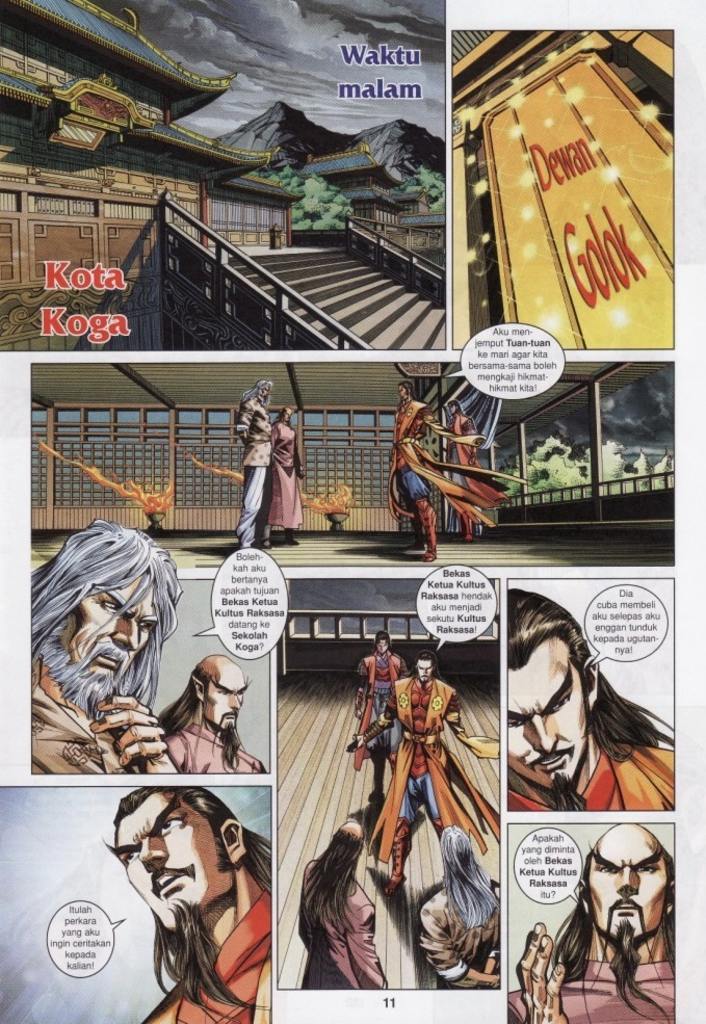 Waktu
malam
Kota
Koga
Dewan
Golok
Aku men-
jemput Tuan-tuan
ke mari agar kita
bersama-sama boleh
mengkaji hikmat-
hikmat kita!
Boleh-
kah aku
bertanya
apakah tujuan
Bekas Ketua
Kultus Raksasa
datang ke
Sekolah
Koga?
Bekas
Ketua Kultus
Raksasa hendak
aku menjadi
sekutu Kultus
Raksasa!
Dia
cuba membeli
aku selepas aku
enggan tunduk
kepada ugutan-
nya!
Apakah
yang diminta
oleh Bekas
Ketua Kultus
Raksasa
itu?
Itulah
perkara
yang aku
ingin ceritakan
kepada
kalian!
11